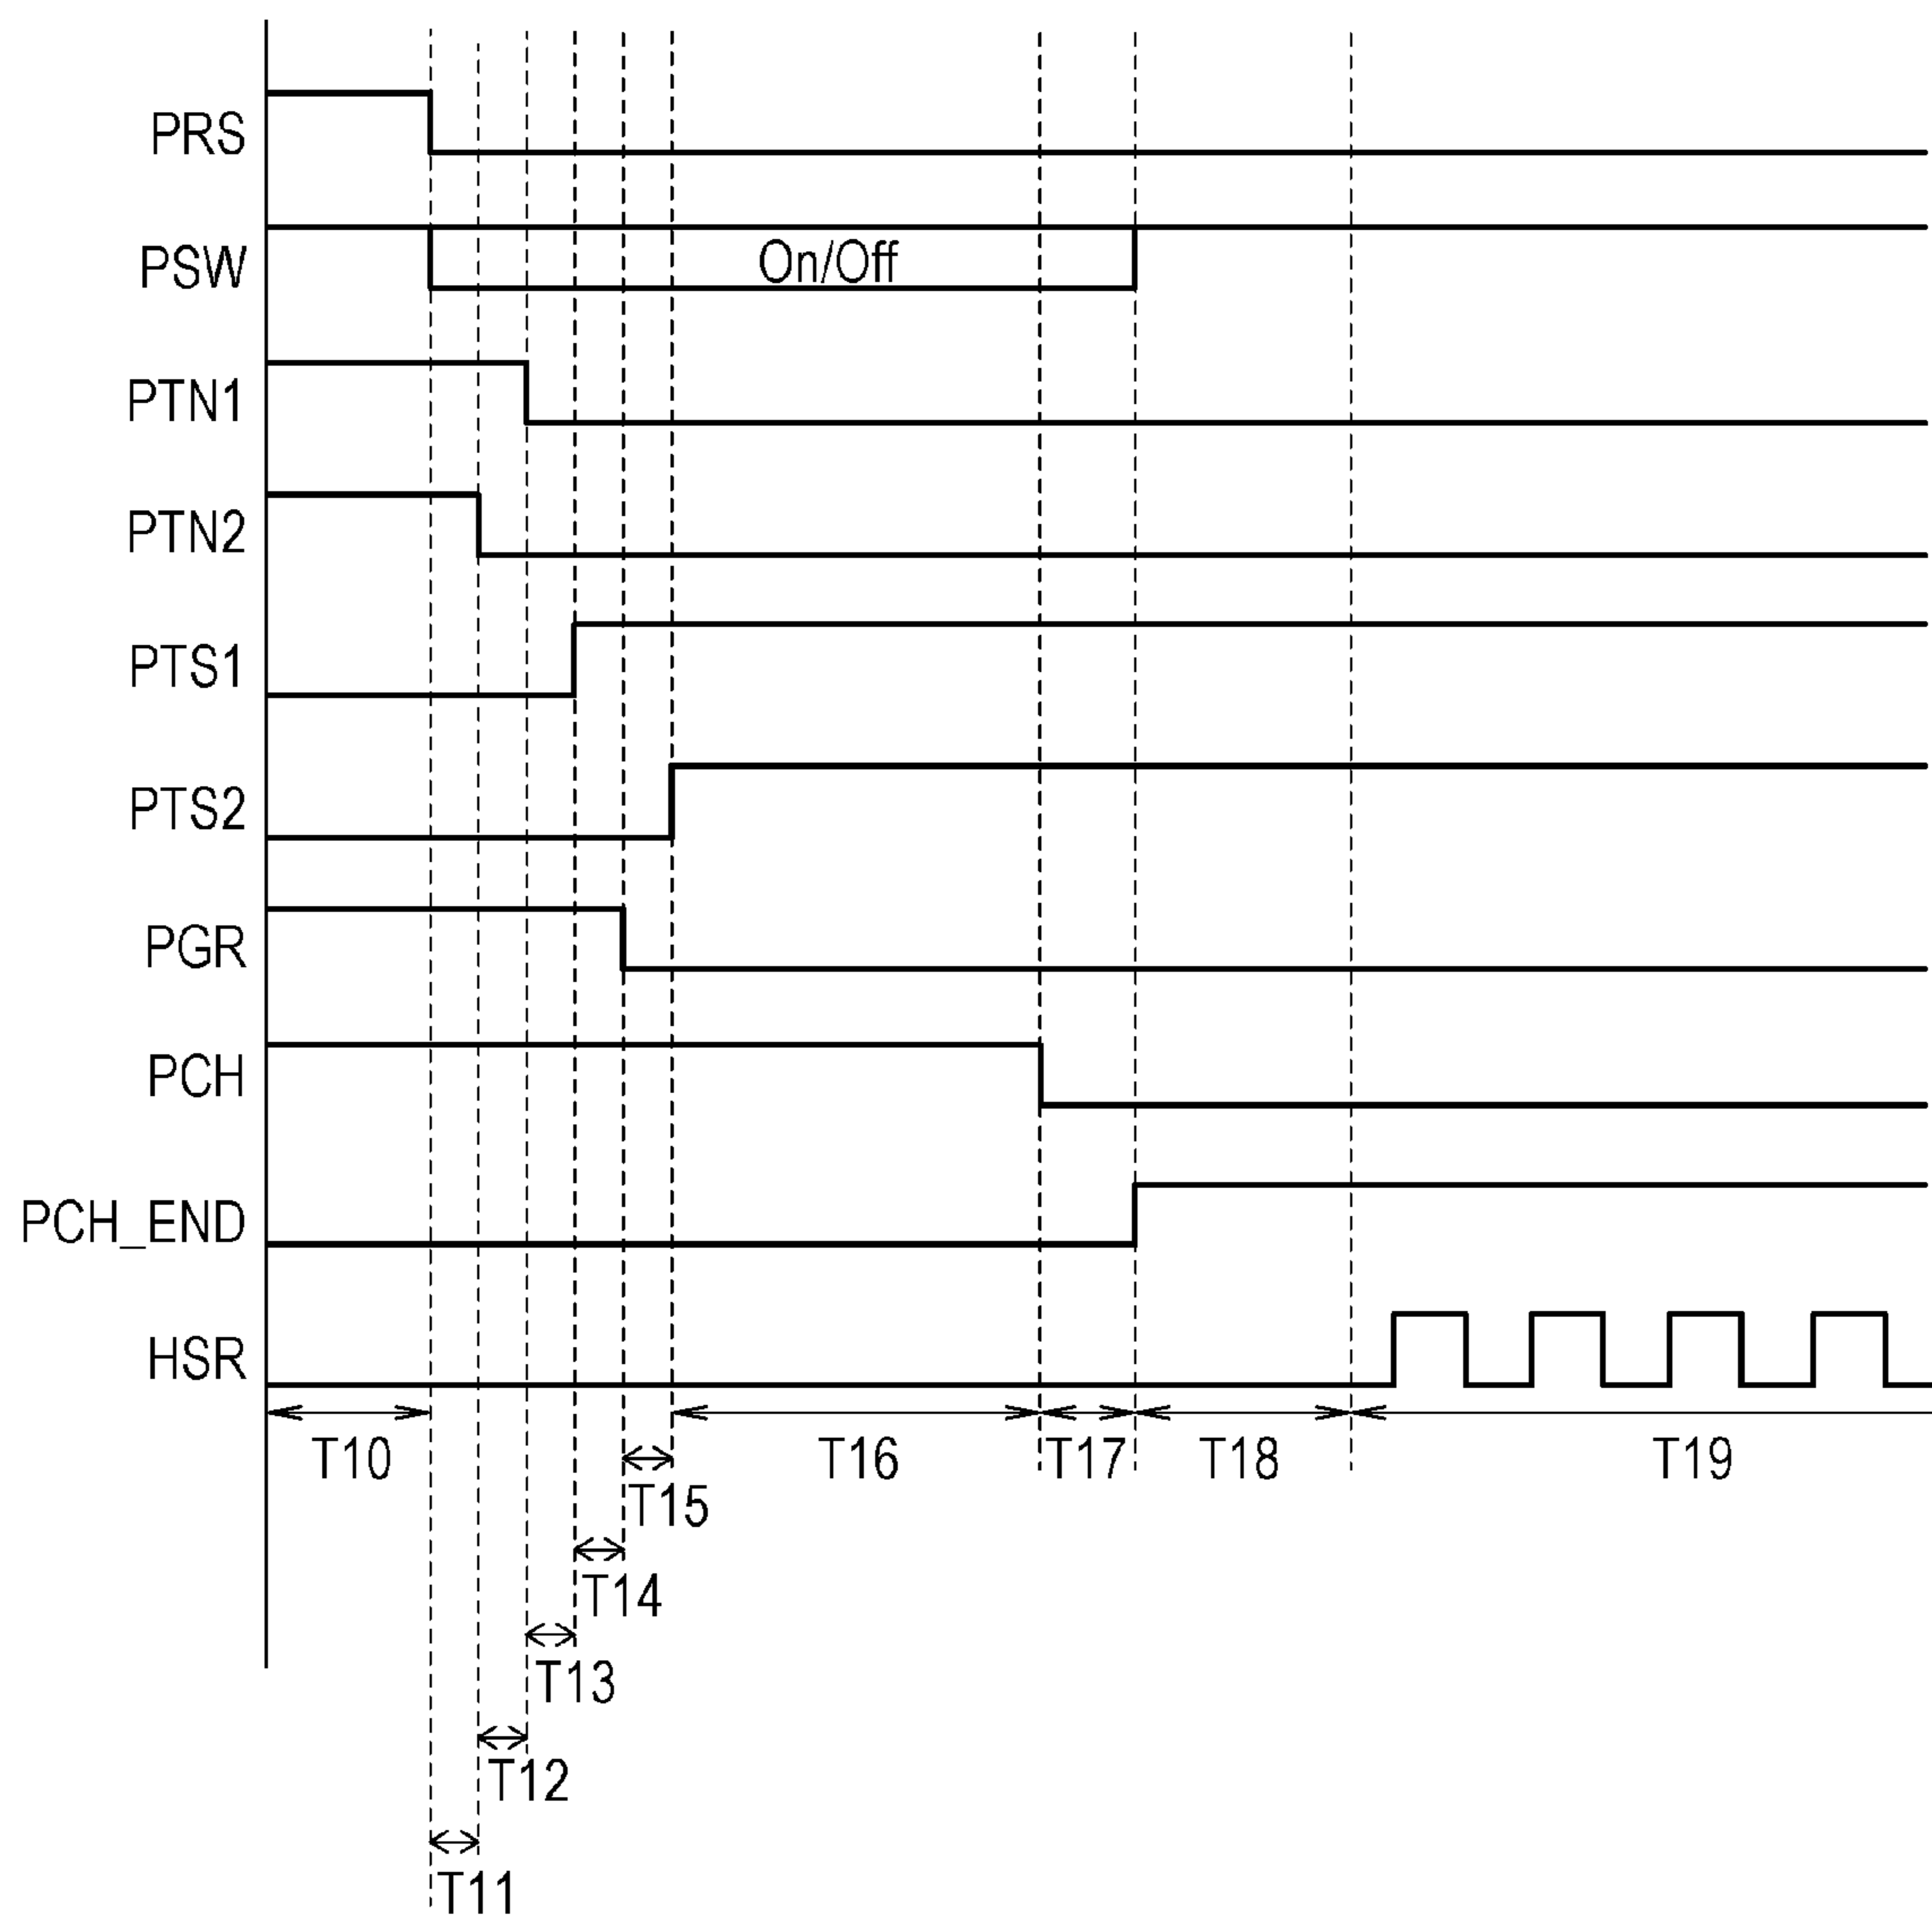 PRS
PSW
On/Off
PTN1
PTN2
PTS1
PTS2
PGR
PCH
PCH_END
HSR
T10 T16 T17 T18 T19
T15
T14
T13
T12
T11